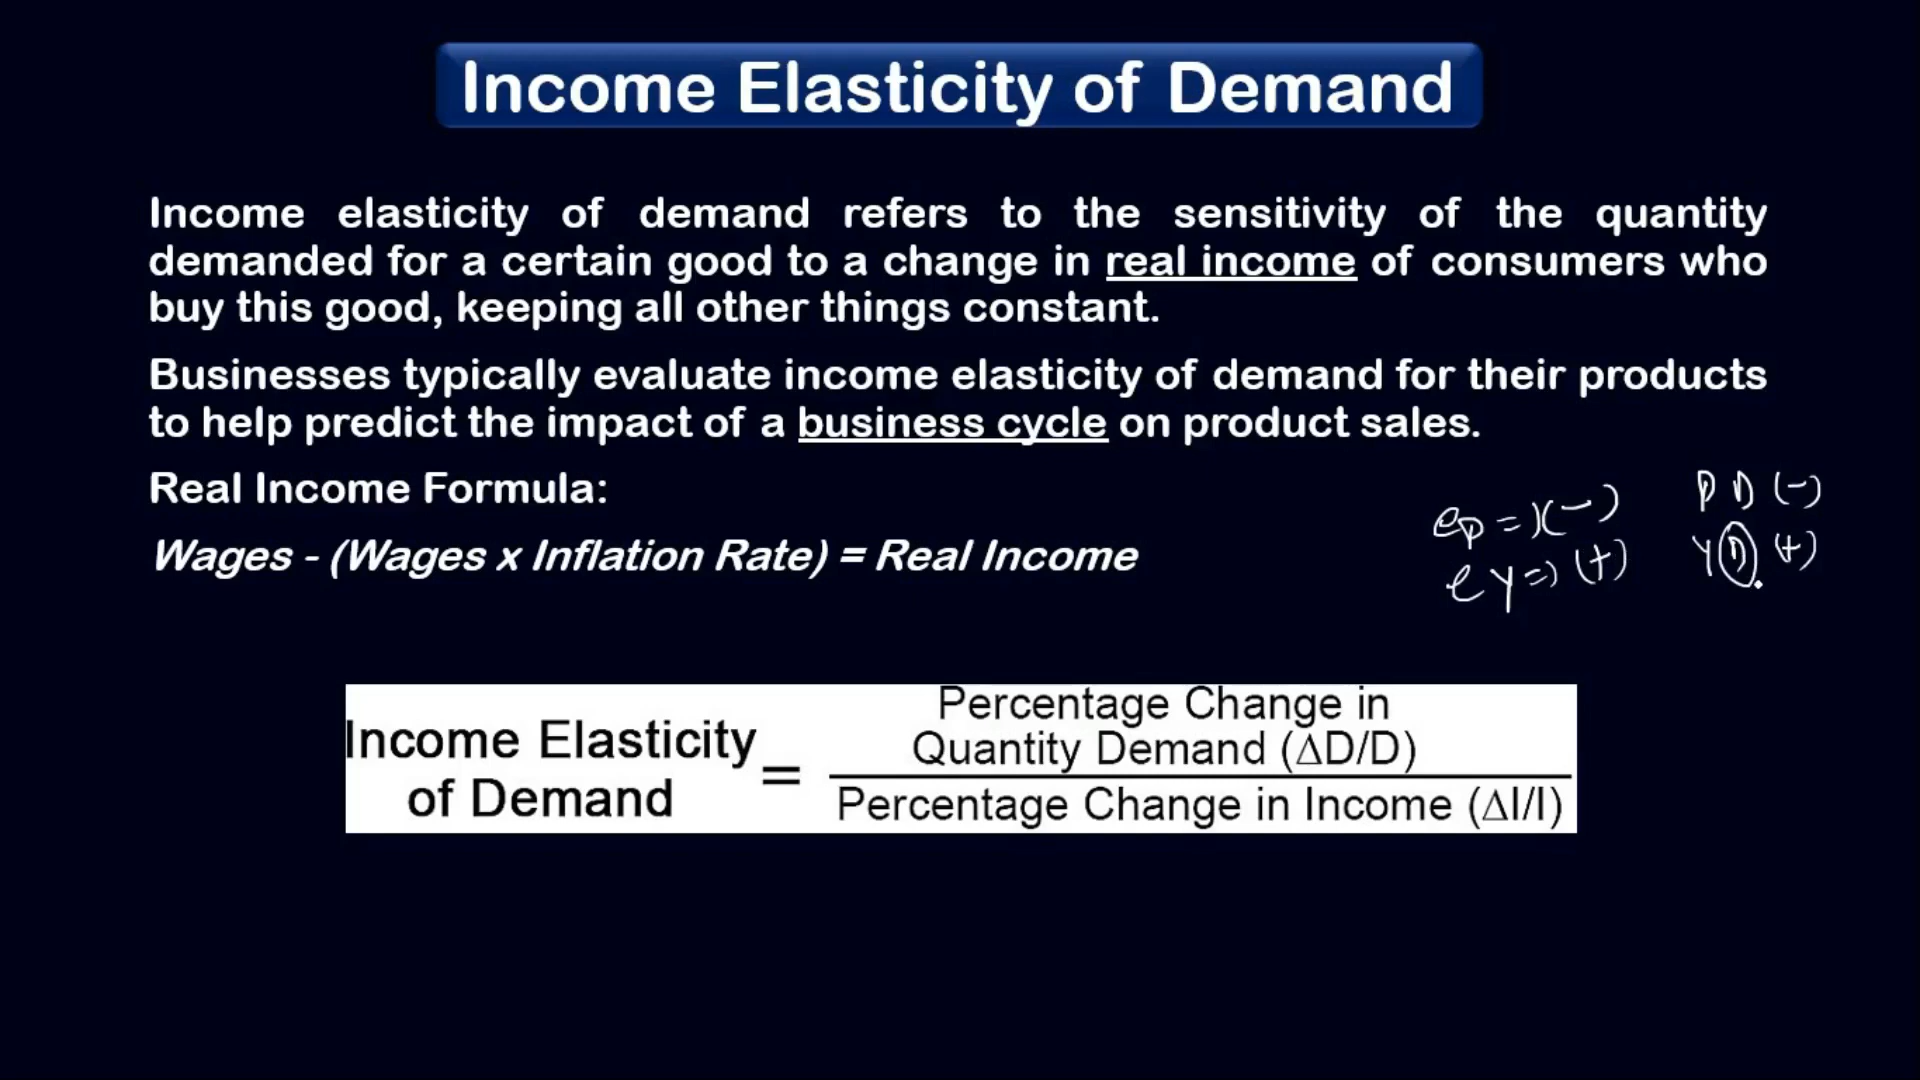 Income Elasticity of Demand
Income elasticity of demand refers to the sensitivity of the quantity
demanded for a certain good to a change in real income of consumers who
buy this good, keeping all other things constant.
Businesses typically evaluate income elasticity of demand for their products
to help predict the impact of a business cycle on product sales.
Real Income Formula:
Wages - (Wages x Inflation Rate) = Real Income
ep = (-)
ey => (+)
P D (-)
Y D (+)
Income Elasticity
of Demand
=
Percentage Change in
Quantity Demand (ΔD/D)
Percentage Change in Income (ΔI/I)